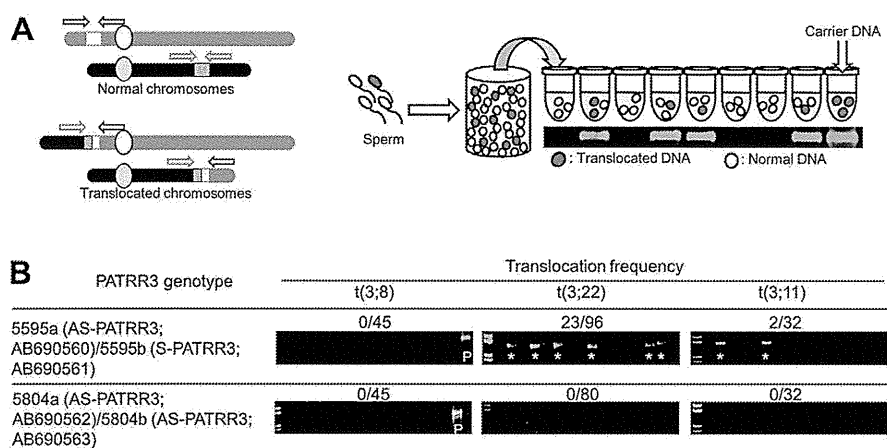 A
Normal chromosomes
Translocated chromosomes
Sperm
Carrier DNA
: Translocated DNA
: Normal DNA
B
PATRR3 genotype
Translocation frequency
t(3;8)
t(3;22)
t(3;11)
5595a (AS-PATRR3;
AB690560)/5595b (S-PATRR3;
AB690561)
0/45
23/96
2/32
P
* * * * * *
* *
5804a (AS-PATRR3;
AB690562)/5804b (AS-PATRR3;
AB690563)
0/45
0/80
0/32
P